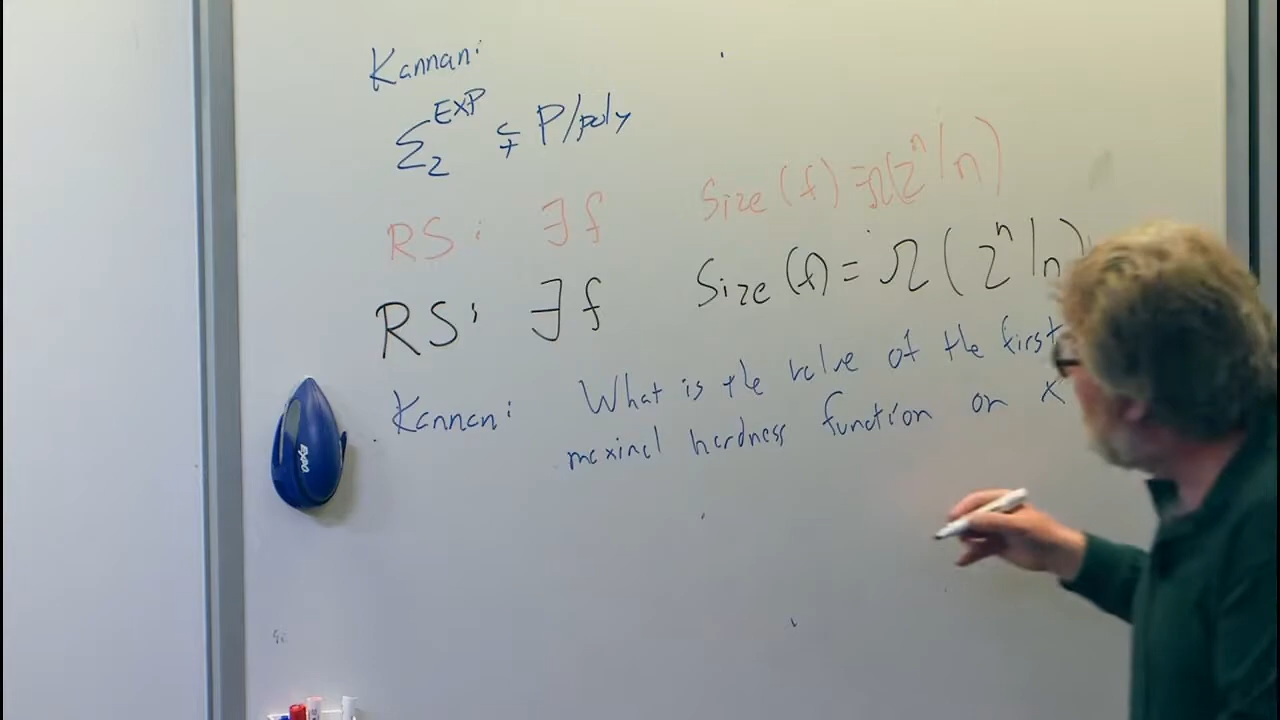 Kannan:
Σ₂^EXP ⊊ P/poly
RS: ∃ f Size (f) = Ω(2ⁿ/n)
RS: ∃ f Size (f) = Ω (2ⁿ/n)
Kannan: What is the value of the first
maximal hardness function on X
EXPO